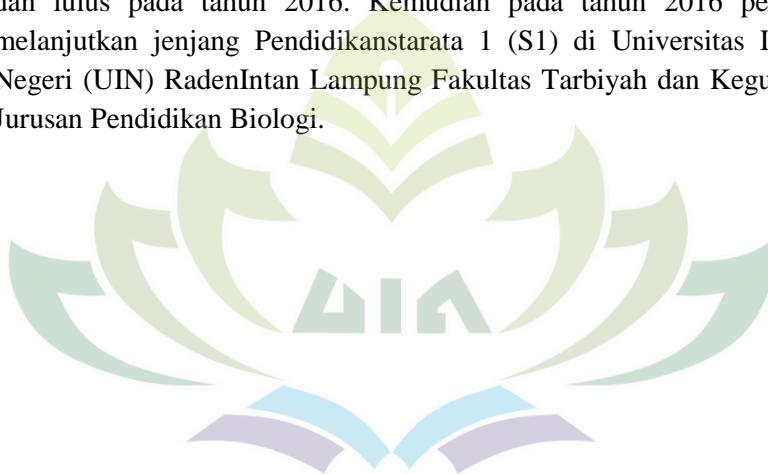 dan lulus pada tahun 2016. Kemudian pada tahun 2016
melanjutkan jenjang Pendidikanstarata 1 (S1) di Universitas
Negeri (UIN) RadenIntan Lampung Fakultas Tarbiyah dan
Jurusan Pendidikan Biologi.
UIN